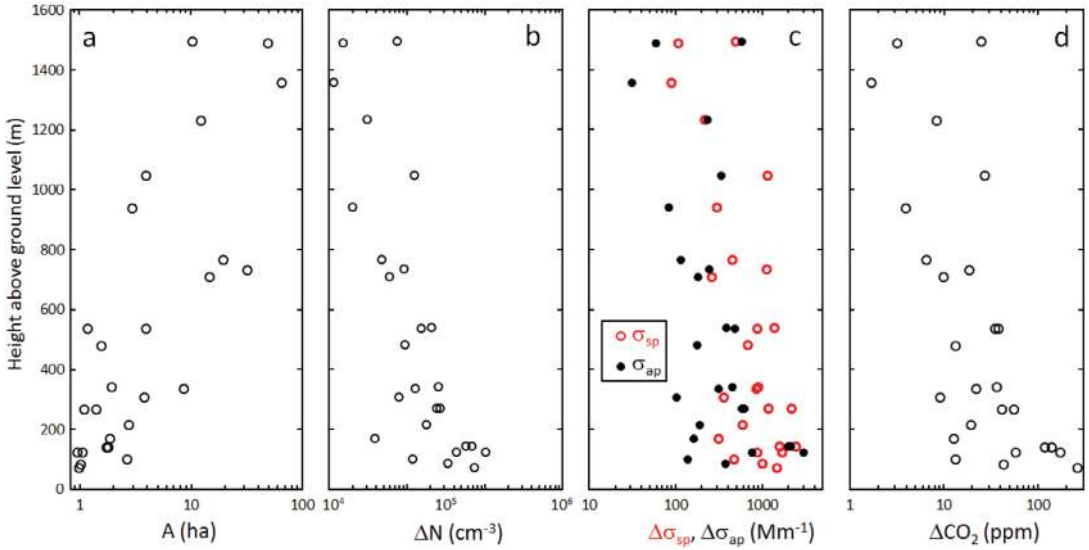 a
b
c
d
Height above ground level (m)
1600
1400
1200
1000
800
600
400
200
0
σsp
σap
1
10
100
10⁴
10⁵
10⁶
10
100
1000
1
10
100
A (ha)
ΔN (cm⁻³)
Δσsp, Δσap (Mm⁻¹)
ΔCO₂ (ppm)